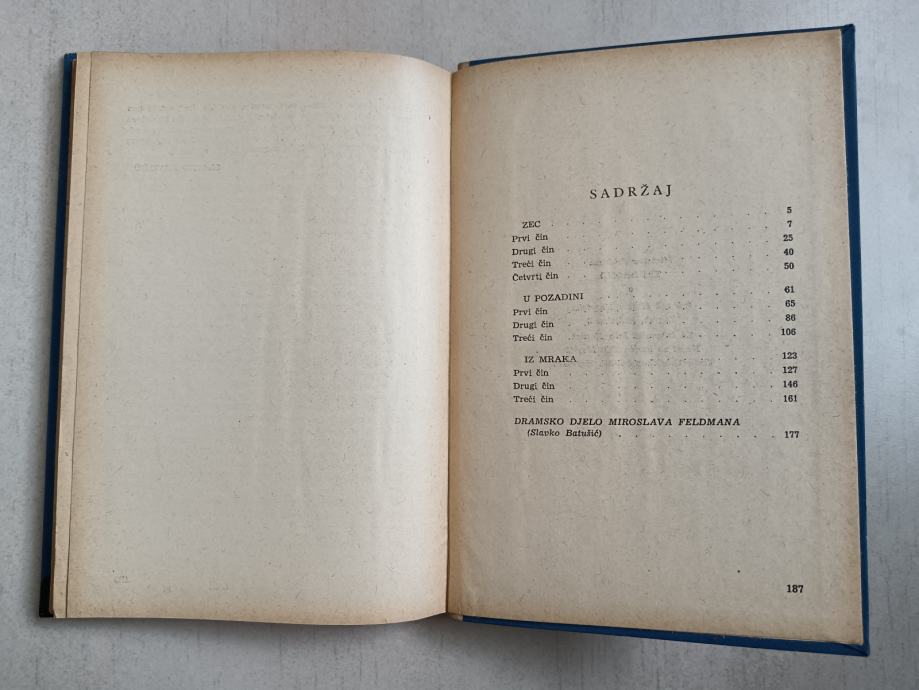 SADRŽAJ
ZEC . . . . . . . . . . . . . . . . 5
Prvi čin . . . . . . . . . . . . . . . . 7
Drugi čin . . . . . . . . . . . . . . . . 25
Treći čin . . . . . . . . . . . . . . . . 40
Četvrti čin . . . . . . . . . . . . . . . . 50
U POZADINI . . . . . . . . . . . . . . . . 61
Prvi čin . . . . . . . . . . . . . . . . 65
Drugi čin . . . . . . . . . . . . . . . . 86
Treći čin . . . . . . . . . . . . . . . . 106
IZ MRAKA . . . . . . . . . . . . . . . . 123
Prvi čin . . . . . . . . . . . . . . . . 127
Drugi čin . . . . . . . . . . . . . . . . 146
Treći čin . . . . . . . . . . . . . . . . 161
DRAMSKO DJELO MIROSLAVA FELDMANA
(Slavko Batušić) . . . . . . . . . . . . 177
187